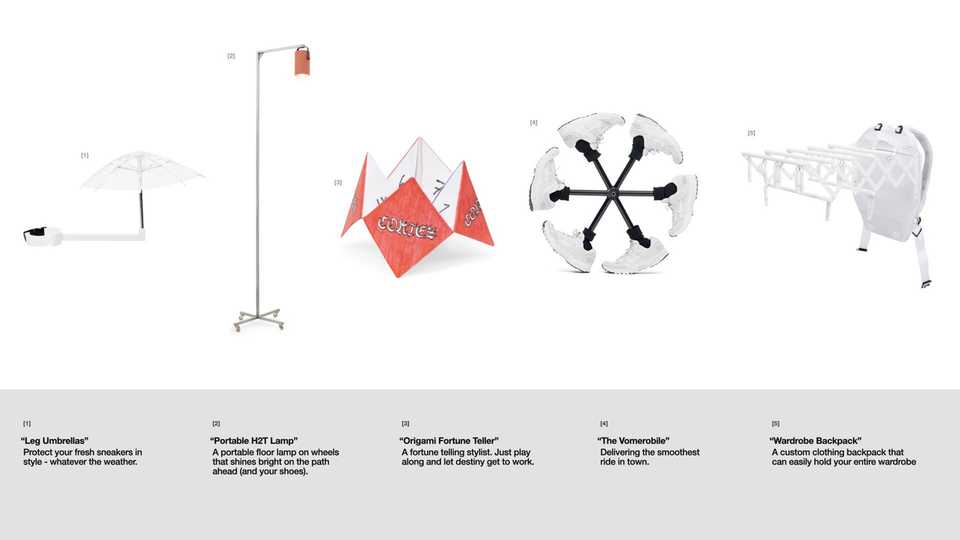 [2]
[4]
[5]
[1]
[3]
CORTEZ
[1]
“Leg Umbrellas”
Protect your fresh sneakers in
style - whatever the weather.
[2]
“Portable H2T Lamp”
A portable floor lamp on wheels
that shines bright on the path
ahead (and your shoes).
[3]
“Origami Fortune Teller”
A fortune telling stylist. Just play
along and let destiny get to work.
[4]
“The Vomerobile”
Delivering the smoothest
ride in town.
[5]
“Wardrobe Backpack”
A custom clothing backpack that
can easily hold your entire wardrobe